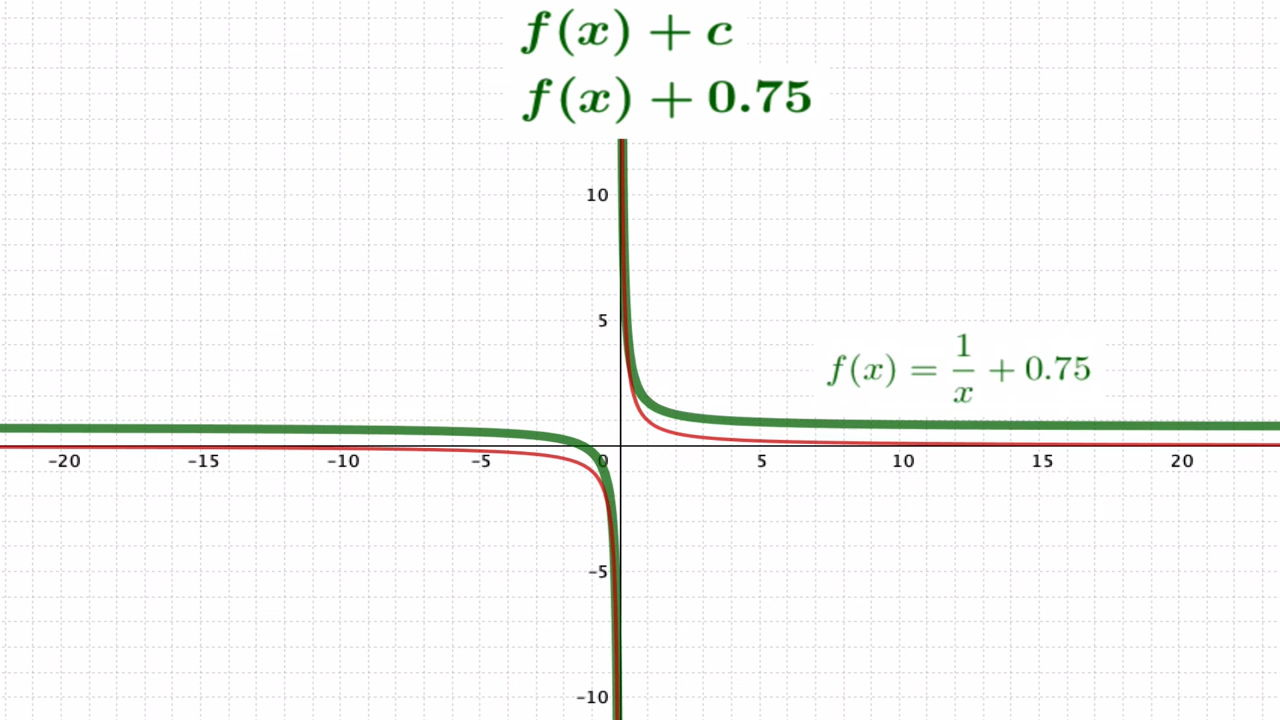 f(x) + c
f(x) + 0.75
10
5
f(x) = 1/x + 0.75
-20 -15 -10 -5 0 5 10 15 20
-5
-10